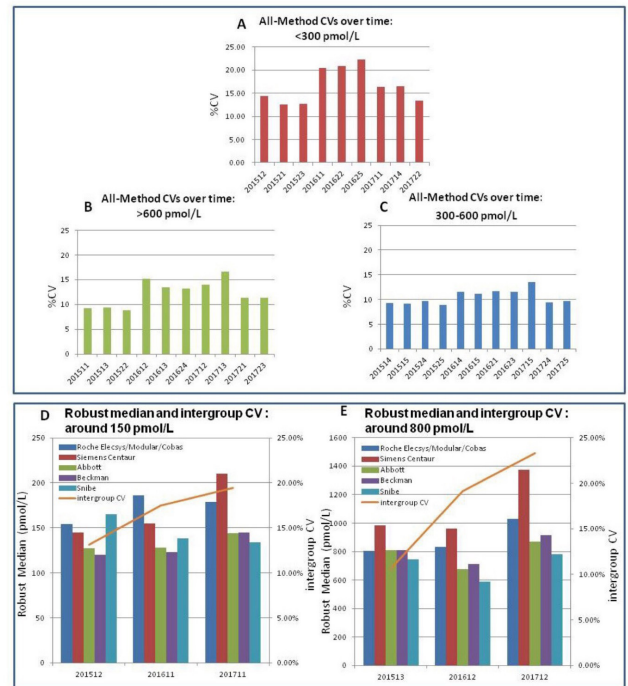 A All-Method CVs over time:
<300 pmol/L
25.00
20.00
15.00
10.00
5.00
0.00
%CV
201512 201521 201523 201611 201622 201625 201711 201714 201722
B All-Method CVs over time:
>600 pmol/L
25
20
15
10
5
0
%CV
201511 201513 201522 201612 201613 201624 201712 201713 201721 201723
C All-Method CVs over time:
300-600 pmol/L
25
20
15
10
5
0
%CV
201514 201515 201524 201525 201614 201615 201621 201623 201715 201724 201725
D Robust median and intergroup CV :
around 150 pmol/L
250
200
150
100
50
0
Robust Median (pmol/L)
Roche Elecsys/Modular/Cobas
Siemens Centaur
Abbott
Beckman
Snibe
intergroup CV
25.00%
20.00%
15.00%
10.00%
5.00%
0.00%
intergroup CV
201512 201611 201711
E Robust median and intergroup CV :
around 800 pmol/L
1600
1400
1200
1000
800
600
400
200
0
Robust Median (pmol/L)
Roche Elecsys/Modular/Cobas
Simens Centaur
Abbott
Beckman
Snibe
intergroup CV
25.00%
20.00%
15.00%
10.00%
5.00%
0.00%
intergroup CV
201513 201612 201712